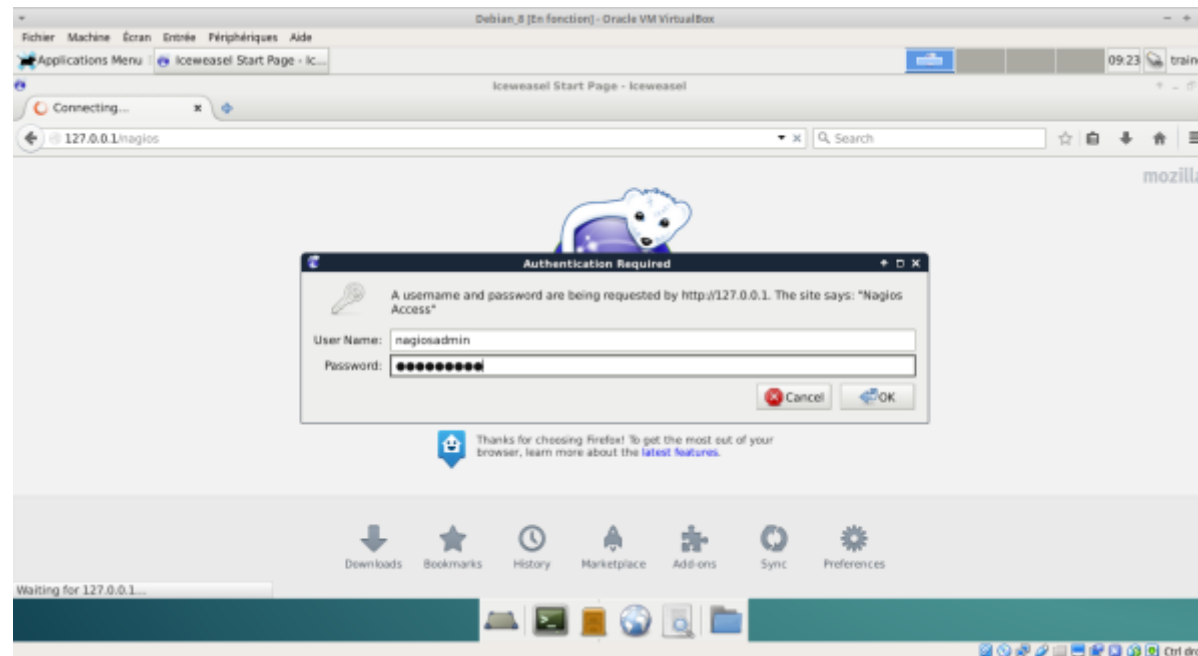 Debian_8 [En fonction] - Oracle VM VirtualBox
Fichier Machine Écran Entrée Périphériques Aide
Applications Menu Iceweasel Start Page - Ic... 09:23 train
Iceweasel Start Page - Iceweasel
Connecting...
127.0.0.1/nagios Search
mozilla
Authentication Required
A username and password are being requested by http://127.0.0.1. The site says: "Nagios
Access"
User Name: nagiosadmin
Password: ●●●●●●●●●
Cancel OK
Thanks for choosing Firefox! To get the most out of your
browser, learn more about the latest features.
Downloads Bookmarks History Marketplace Add-ons Sync Preferences
Waiting for 127.0.0.1...
Ctrl dro